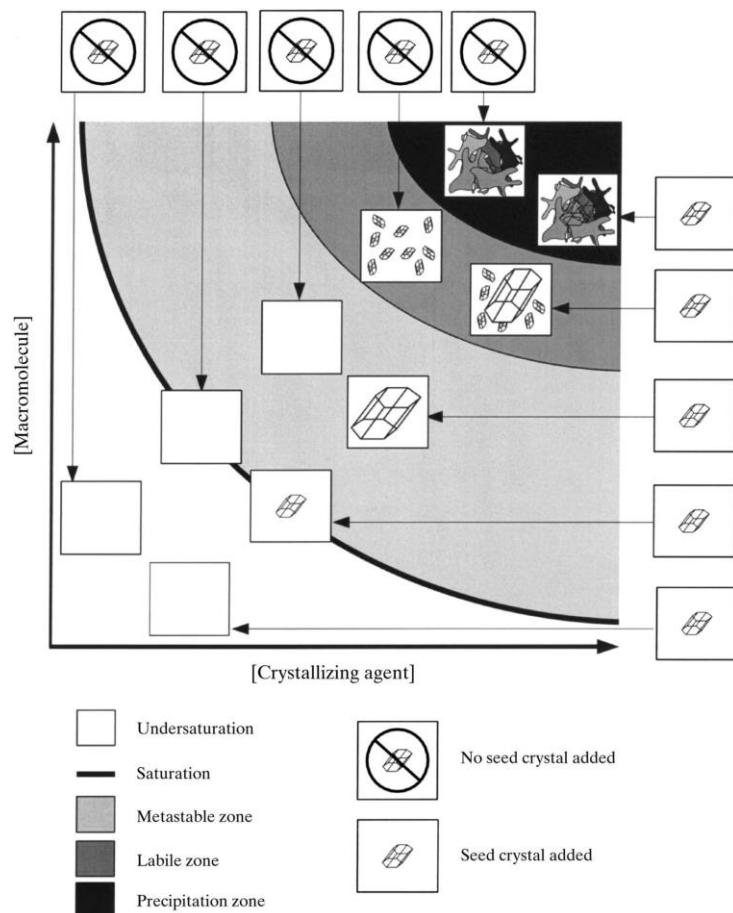 [Macromolecule]
[Crystallizing agent]
Undersaturation
Saturation
Metastable zone
Labile zone
Precipitation zone
No seed crystal added
Seed crystal added